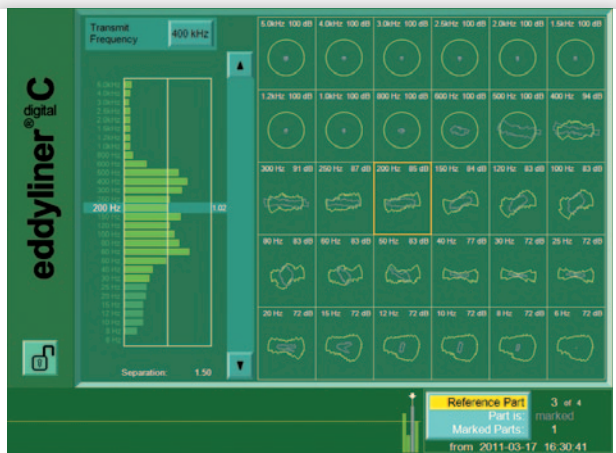 eddyliner® C
digital
Transmit
Frequency
400 kHz
5.0kHz 100 dB
4.0kHz 100 dB
3.0kHz 100 dB
2.5kHz 100 dB
2.0kHz 100 dB
1.5kHz 100 dB
1.2kHz 100 dB
1.0kHz 100 dB
800 Hz 100 dB
600 Hz 100 dB
500 Hz 100 dB
400 Hz 94 dB
300 Hz 91 dB
250 Hz 87 dB
200 Hz 85 dB
150 Hz 84 dB
120 Hz 83 dB
100 Hz 83 dB
80 Hz 83 dB
60 Hz 83 dB
50 Hz 83 dB
40 Hz 77 dB
30 Hz 72 dB
25 Hz 72 dB
20 Hz 72 dB
15 Hz 72 dB
12 Hz 72 dB
10 Hz 72 dB
8 Hz 72 dB
6 Hz 72 dB
200 Hz
1.02
Separation: 1.50
Reference Part 3 of 4
Part is: marked
Marked Parts: 1
from 2011-03-17 16:30:41